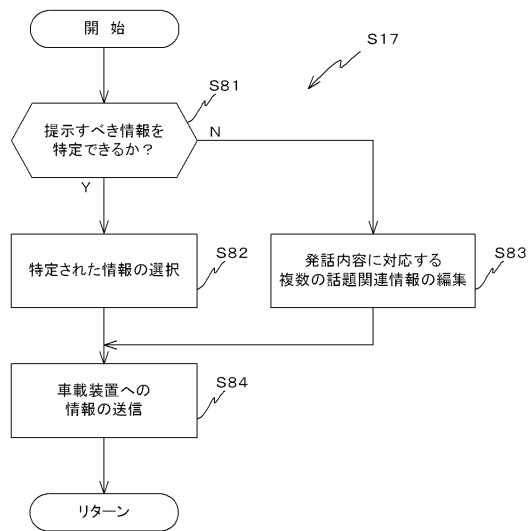 開 始
S17
S81
提示すべき情報を
特定できるか？
N
Y
特定された情報の選択
S82
発話内容に対応する
複数の話題関連情報の編集
S83
車載装置への
情報の送信
S84
リターン